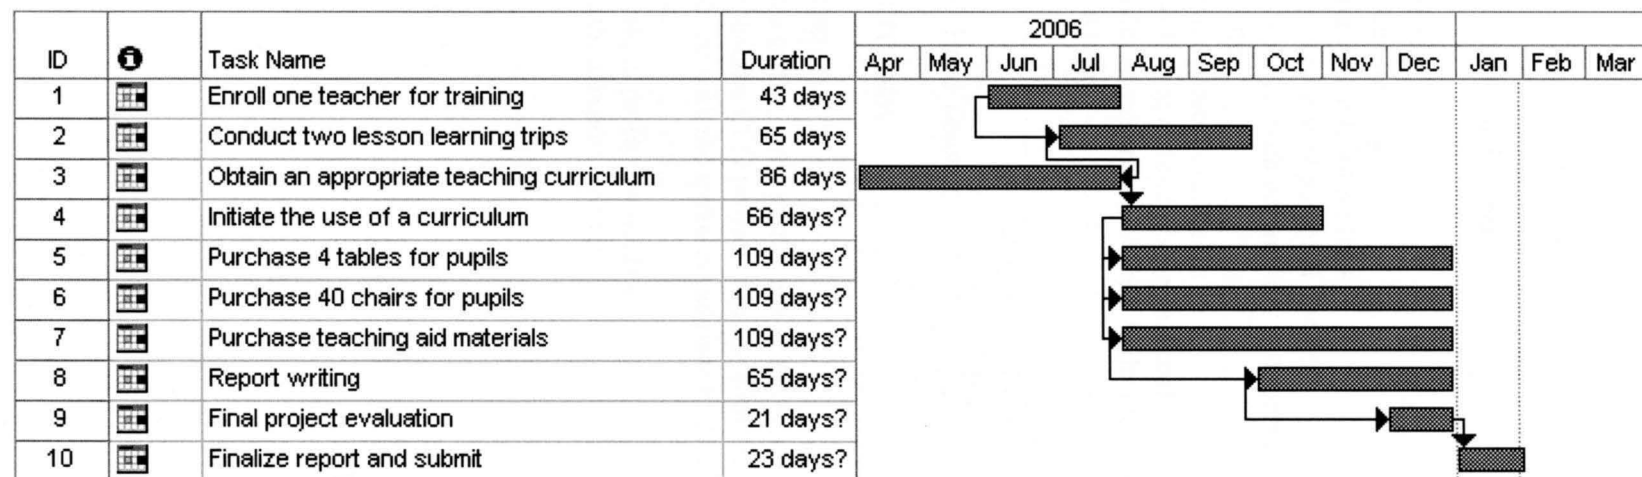 2006
ID Task Name Duration Apr May Jun Jul Aug Sep Oct Nov Dec Jan Feb Mar
1 Enroll one teacher for training 43 days
2 Conduct two lesson learning trips 65 days
3 Obtain an appropriate teaching curriculum 86 days
4 Initiate the use of a curriculum 66 days?
5 Purchase 4 tables for pupils 109 days?
6 Purchase 40 chairs for pupils 109 days?
7 Purchase teaching aid materials 109 days?
8 Report writing 65 days?
9 Final project evaluation 21 days?
10 Finalize report and submit 23 days?